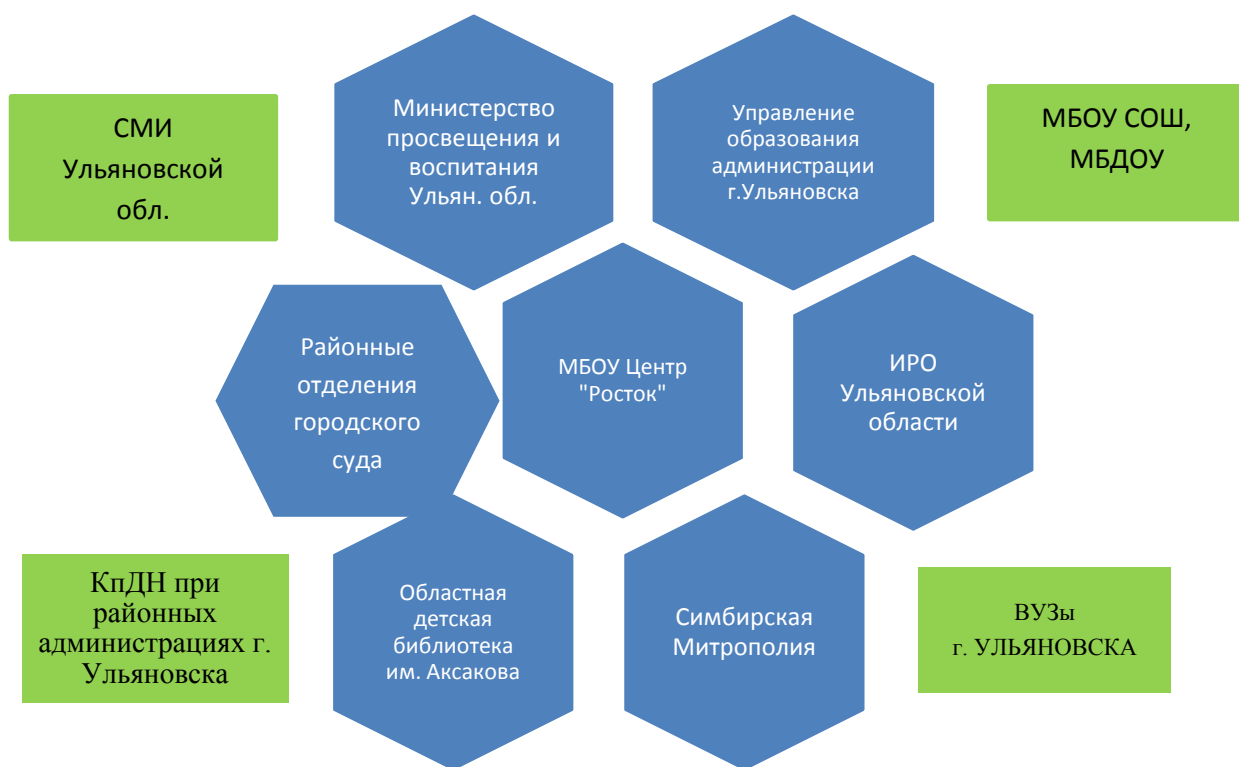 СМИ
Ульяновской
обл.
Министерство
просвещения и
воспитания
Ульян. обл.
Управление
образования
администрации
г.Ульяновска
МБОУ СОШ,
МБДОУ
Районные
отделения
городского
суда
МБОУ Центр
"Росток"
ИРО
Ульяновской
области
КпДН при
районных
администрациях г.
Ульяновска
Областная
детская
библиотека
им. Аксакова
Симбирская
Митрополия
ВУЗы
г. УЛЬЯНОВСКА